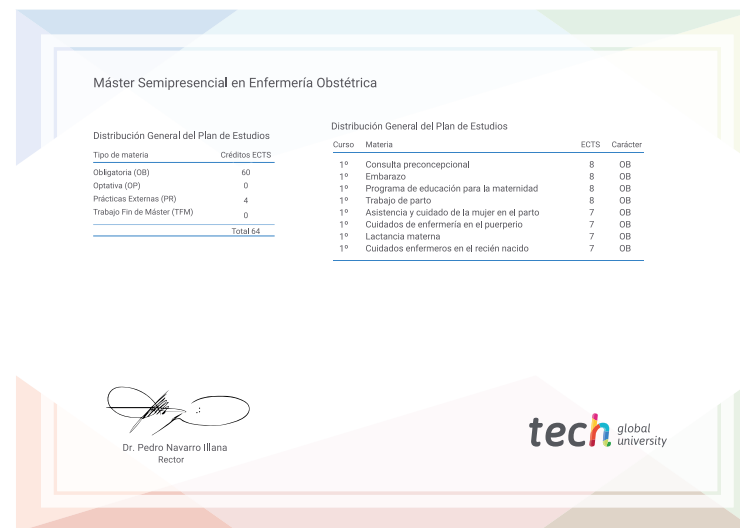 Máster Semipresencial en Enfermería Obstétrica
Distribución General del Plan de Estudios
Tipo de materia Créditos ECTS
Obligatoria (OB) 60
Optativa (OP) 0
Prácticas Externas (PR) 4
Trabajo Fin de Máster (TFM) 0
Total 64
Distribución General del Plan de Estudios
Curso Materia ECTS Carácter
1º Consulta preconcepcional 8 OB
1º Embarazo 8 OB
1º Programa de educación para la maternidad 8 OB
1º Trabajo de parto 8 OB
1º Asistencia y cuidado de la mujer en el parto 7 OB
1º Cuidados de enfermería en el puerperio 7 OB
1º Lactancia materna 7 OB
1º Cuidados enfermeros en el recién nacido 7 OB
Dr. Pedro Navarro Illana
Rector
tech global
university